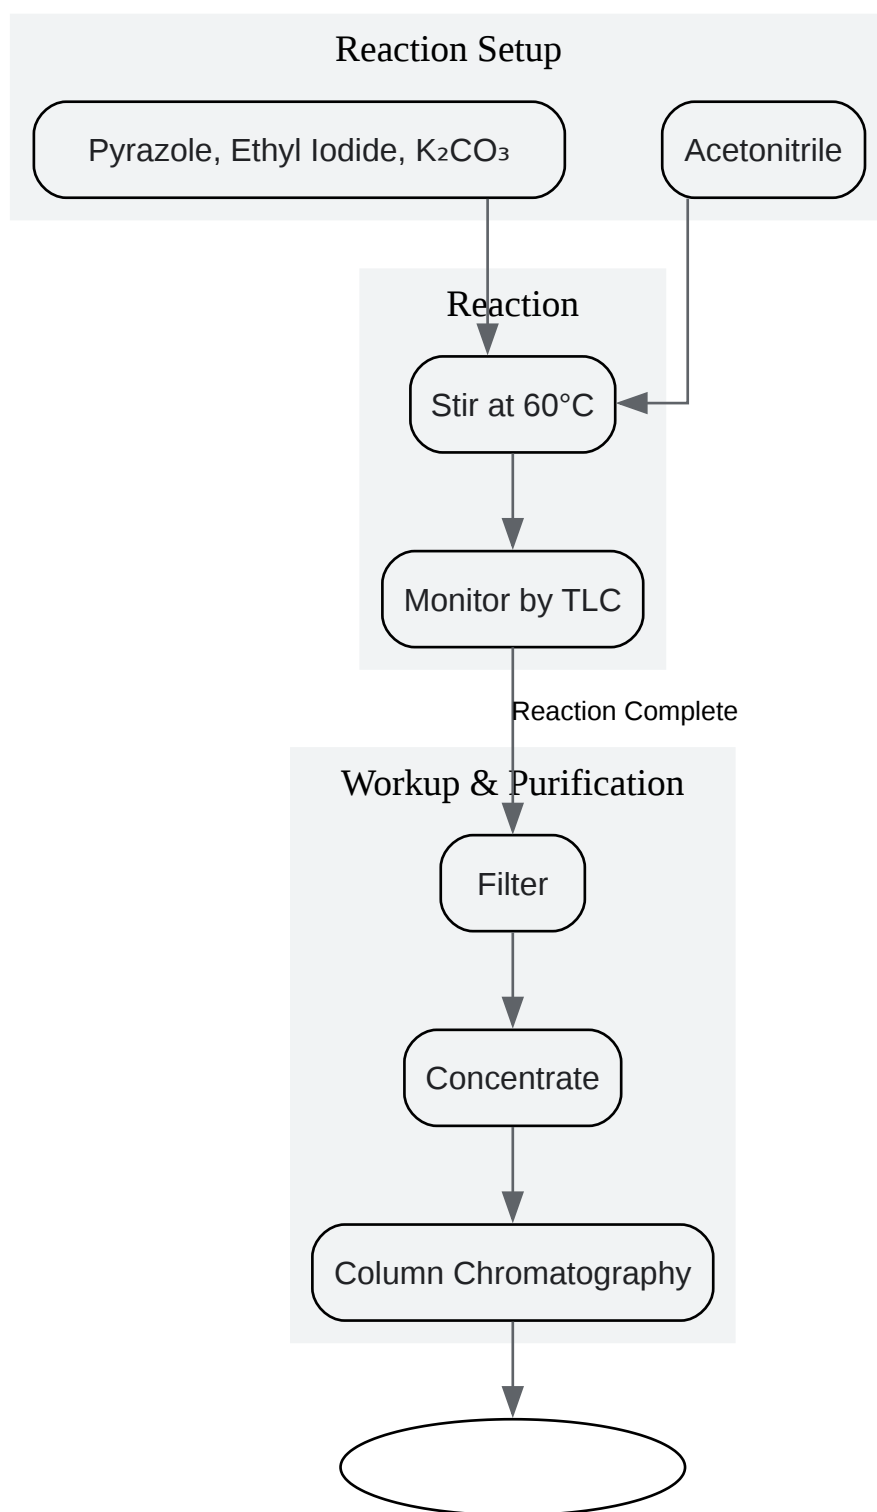 Reaction Setup
Pyrazole, Ethyl Iodide, K₂CO₃
Acetonitrile
Reaction
Stir at 60°C
Monitor by TLC
Reaction Complete
Workup & Purification
Filter
Concentrate
Column Chromatography